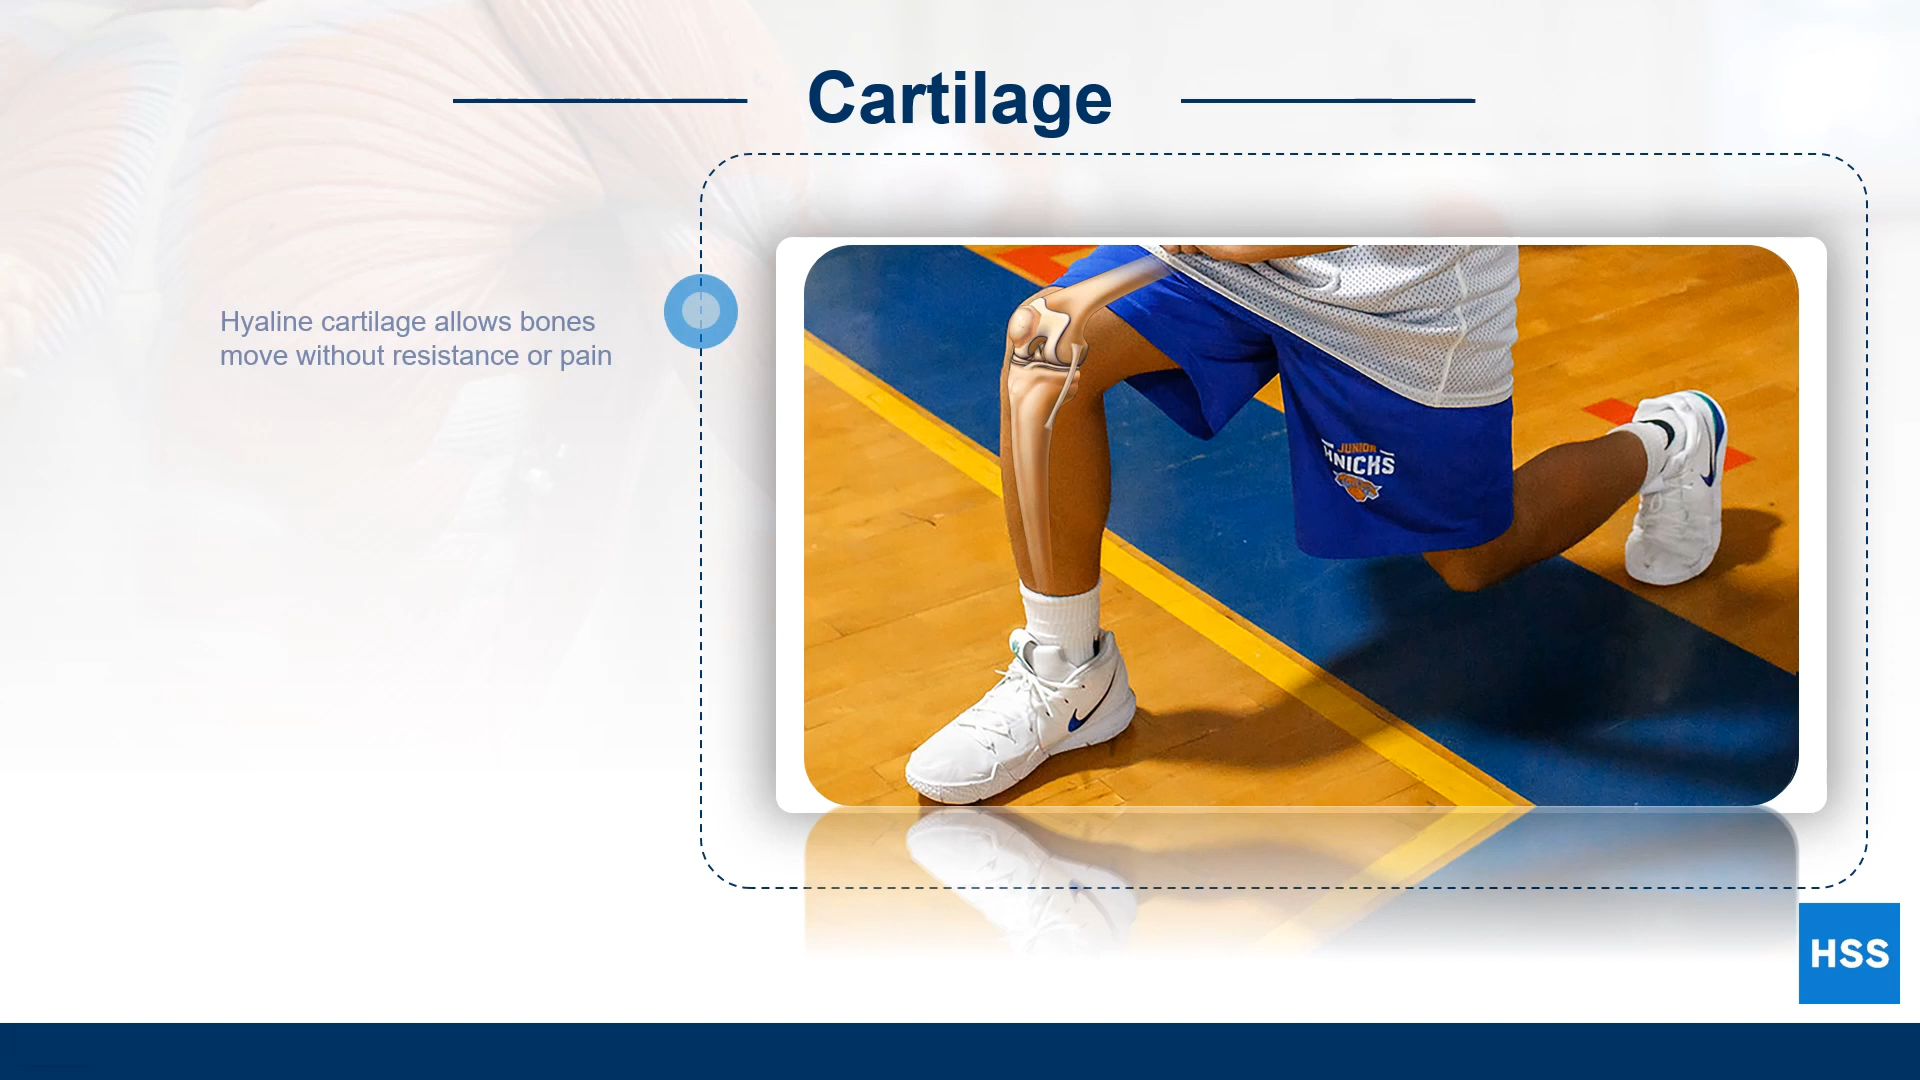 Cartilage
Hyaline cartilage allows bones
move without resistance or pain
JUNIOR
KNICKS
HSS